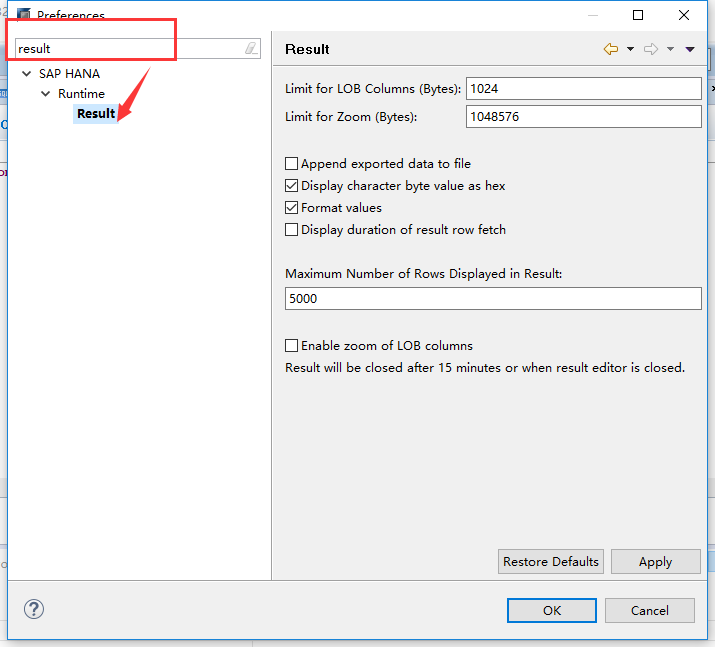 Preferences
result
SAP HANA
Runtime
Result
Result
Limit for LOB Columns (Bytes): 1024
Limit for Zoom (Bytes): 1048576
Append exported data to file
Display character byte value as hex
Format values
Display duration of result row fetch
Maximum Number of Rows Displayed in Result:
5000
Enable zoom of LOB columns
Result will be closed after 15 minutes or when result editor is closed.
Restore Defaults Apply
OK Cancel